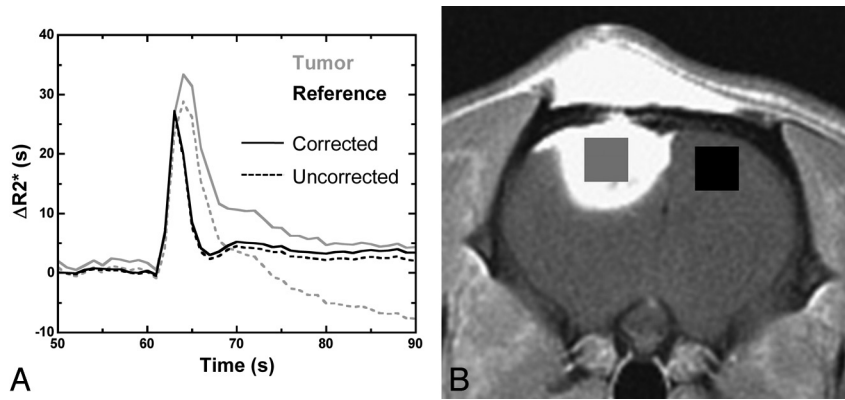 40
30
20
10
0
-10
50
60
70
80
90
ΔR2* (s)
Time (s)
Tumor
Reference
Corrected
Uncorrected
A
B